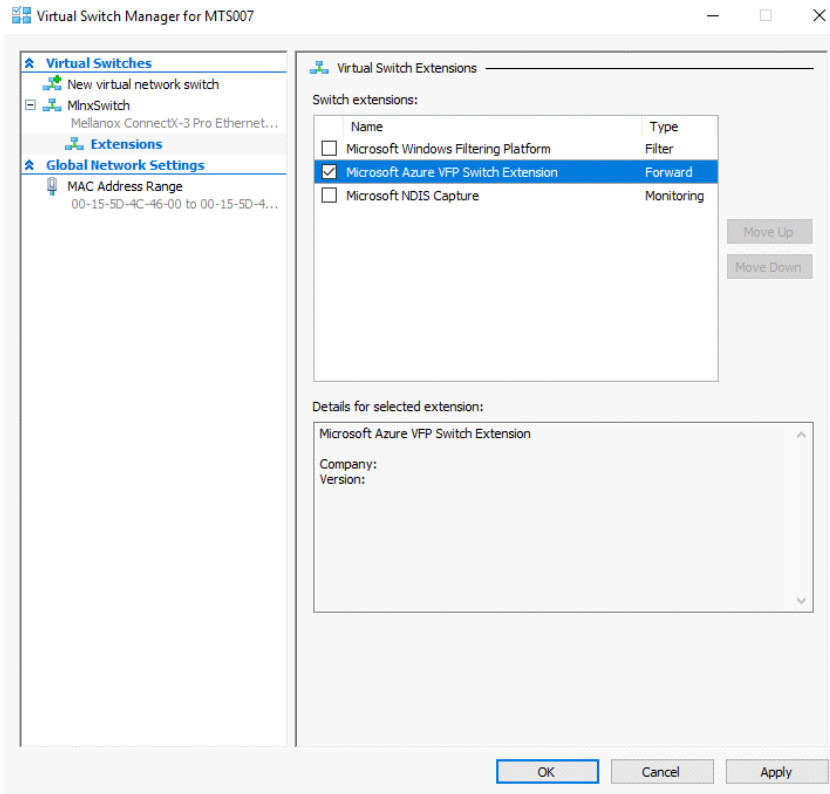 Virtual Switch Manager for MTS007
Virtual Switches
New virtual network switch
MlnxSwitch
Mellanox ConnectX-3 Pro Ethernet...
Extensions
Global Network Settings
MAC Address Range
00-15-5D-4C-46-00 to 00-15-5D-4...
Virtual Switch Extensions
Switch extensions:
Name Type
Microsoft Windows Filtering Platform Filter
Microsoft Azure VFP Switch Extension Forward
Microsoft NDIS Capture Monitoring
Move Up
Move Down
Details for selected extension:
Microsoft Azure VFP Switch Extension
Company:
Version:
OK Cancel Apply